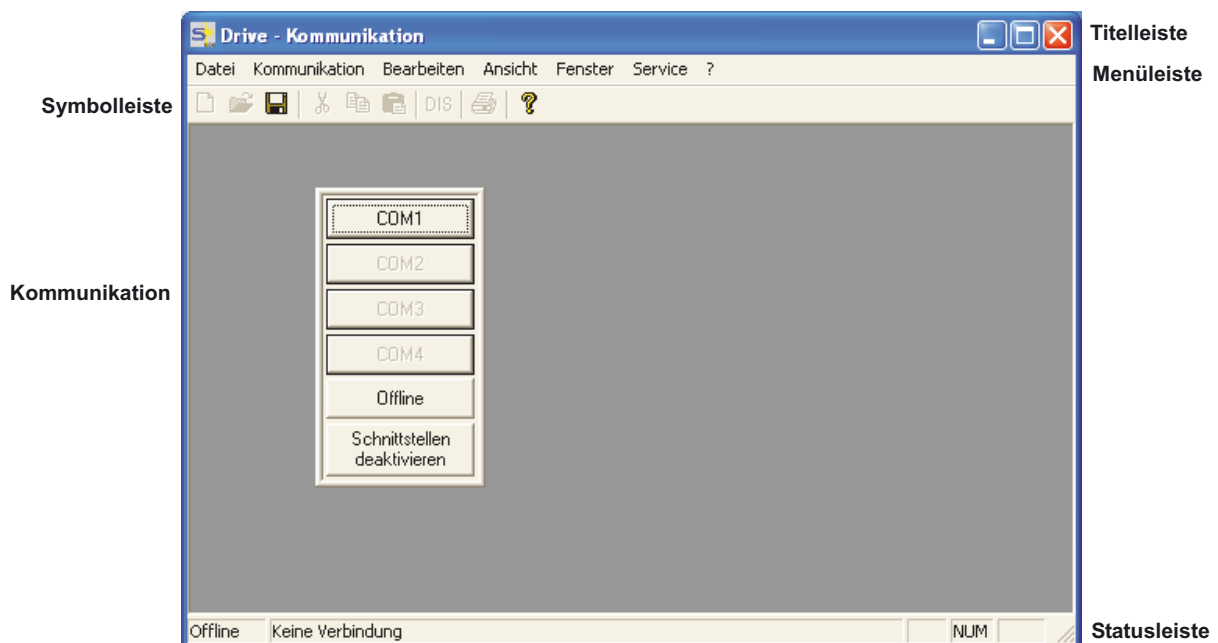 Drive - Kommunikation
Titelleiste
Datei Kommunikation Bearbeiten Ansicht Fenster Service ?
Menüleiste
Symbolleiste
DIS
?
COM1
COM2
Kommunikation
COM3
COM4
Offline
Schnittstellen
deaktivieren
Offline Keine Verbindung NUM
Statusleiste